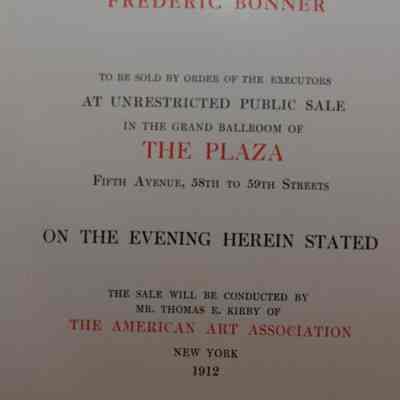 FREDERIC BONNER
TO BE SOLD BY ORDER OF THE EXECUTORS
AT UNRESTRICTED PUBLIC SALE
IN THE GRAND BALLROOM OF
THE PLAZA
FIFTH AVENUE, 58TH TO 59TH STREETS
ON THE EVENING HEREIN STATED
THE SALE WILL BE CONDUCTED BY
MR. THOMAS E. KIRBY OF
THE AMERICAN ART ASSOCIATION
NEW YORK
1912